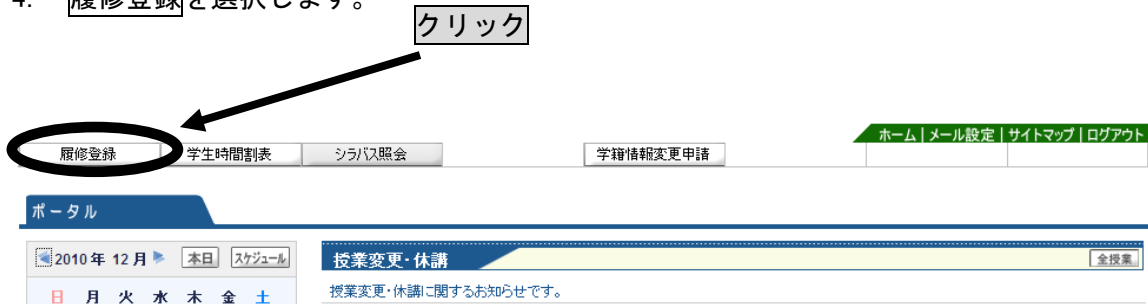 4. 履修登録を選択します。
クリック
ホーム | メール設定 | サイトマップ | ログアウト
履修登録 学生時間割表 シラバス照会 学籍情報変更申請
ポータル
2010年 12月 本日 スケジュール 授業変更・休講 全授業
授業変更・休講に関するお知らせです。
日 月 火 水 木 金 土